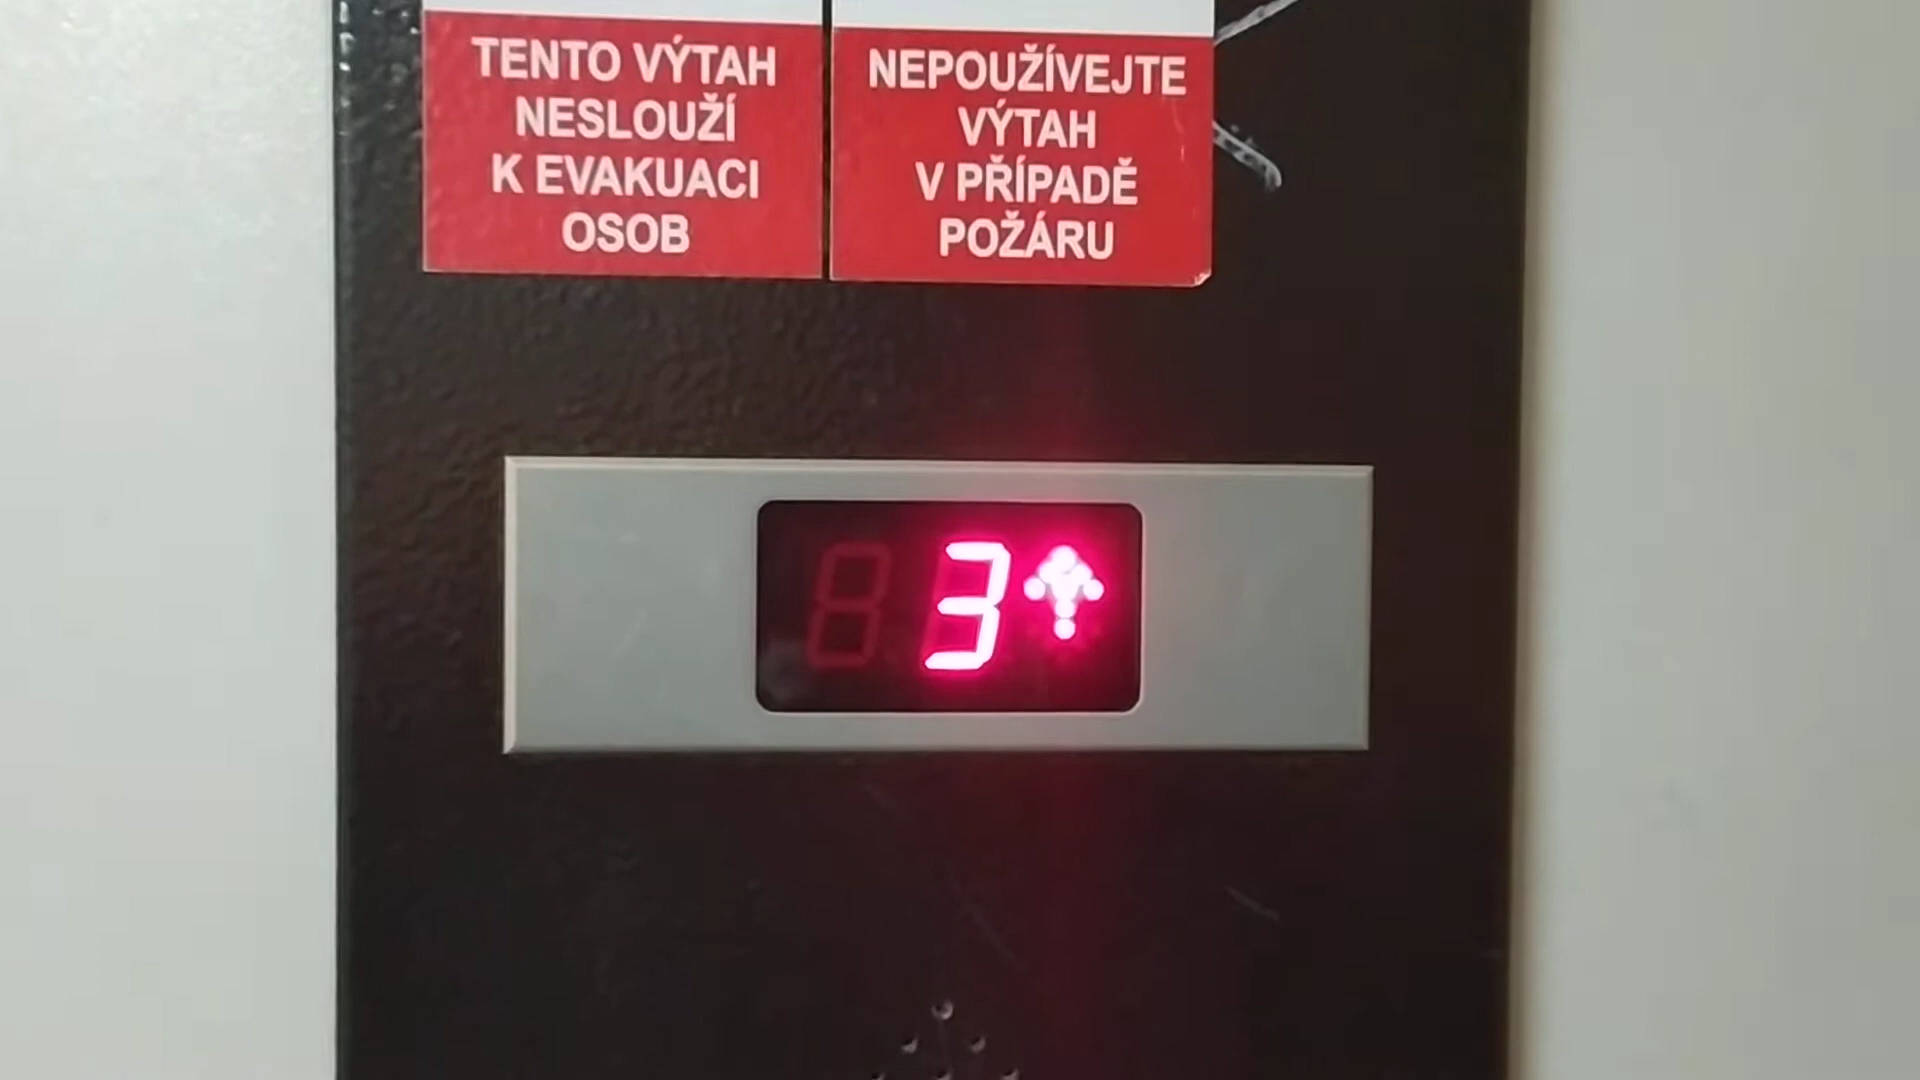 TENTO VÝTAH
NESLOUŽÍ
K EVAKUACI
OSOB
NEPOUŽÍVEJTE
VÝTAH
V PŘÍPADĚ
POŽÁRU
3